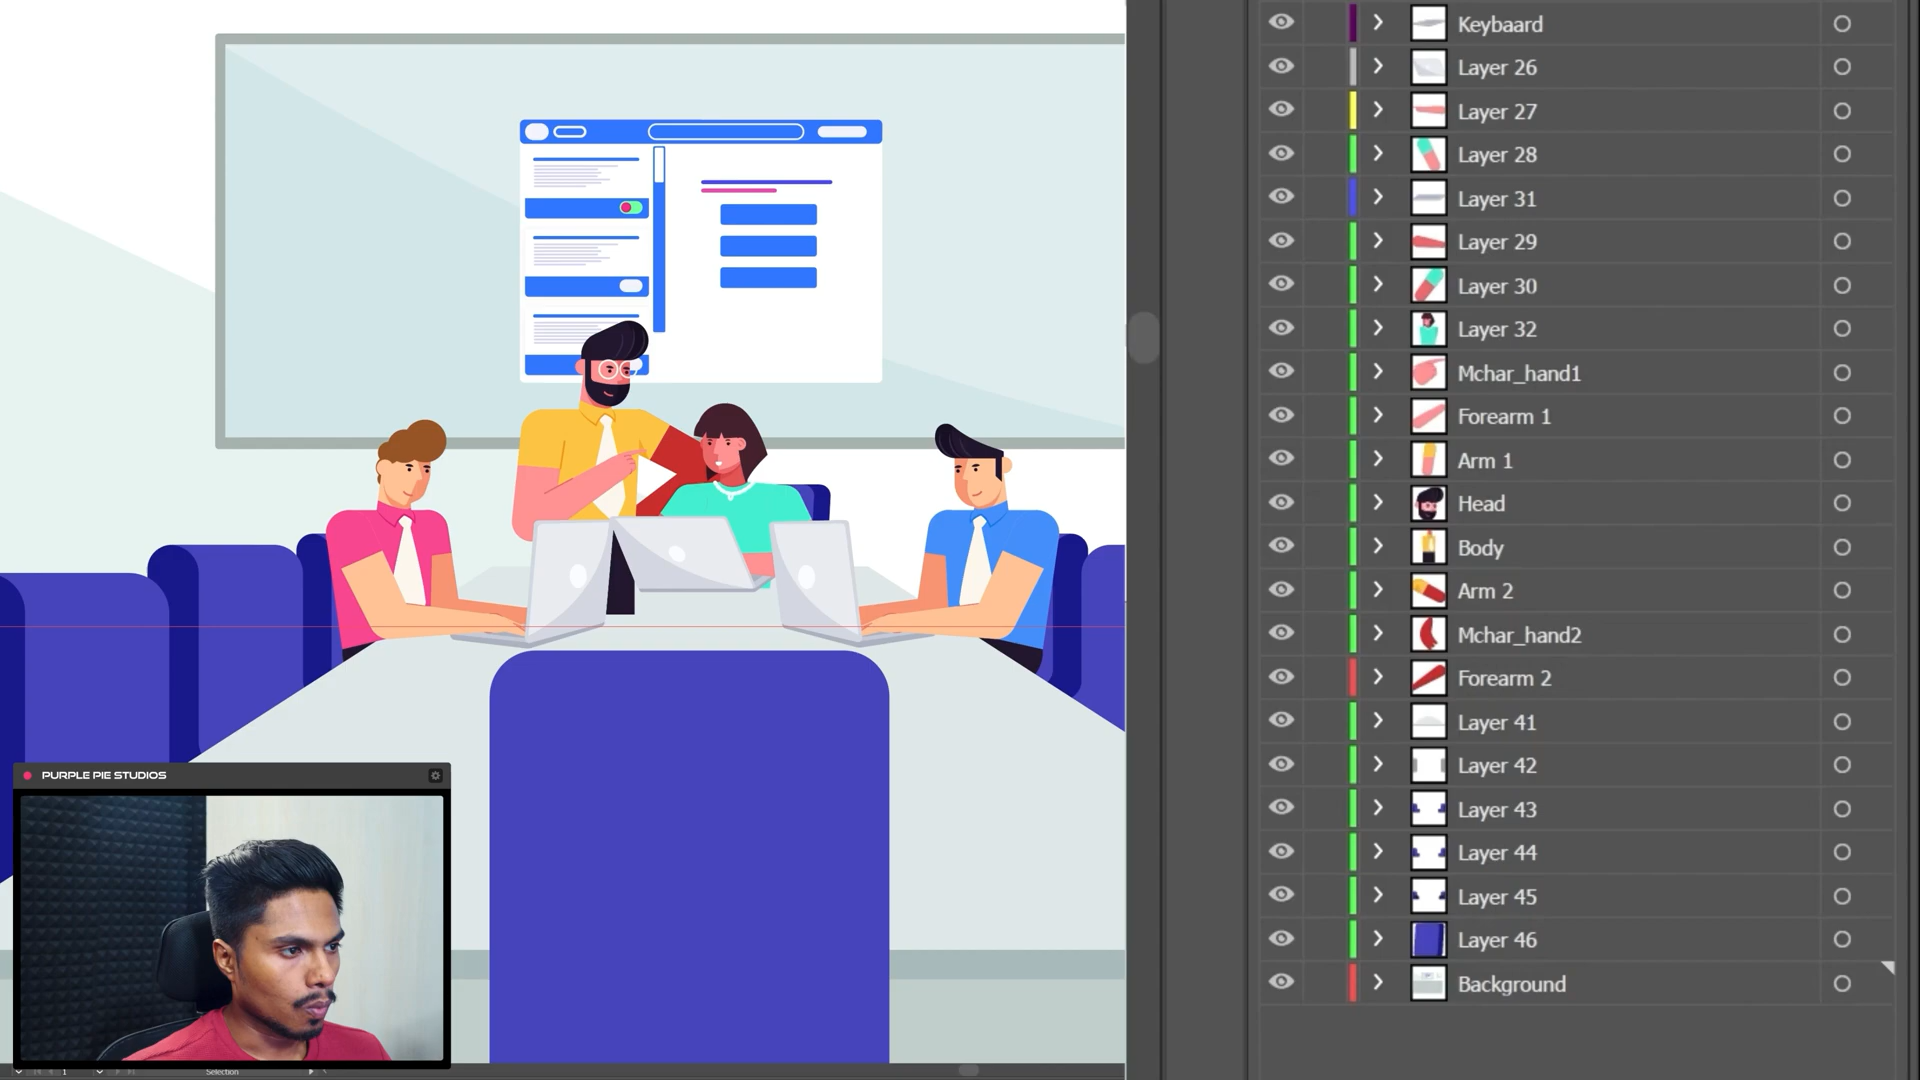 Keybaard
Layer 26
Layer 27
Layer 28
Layer 31
Layer 29
Layer 30
Layer 32
Mchar_hand1
Forearm 1
Arm 1
Head
Body
Arm 2
Mchar_hand2
Forearm 2
Layer 41
Layer 42
Layer 43
Layer 44
Layer 45
Layer 46
Background
PURPLE PIE STUDIOS
1
Selection